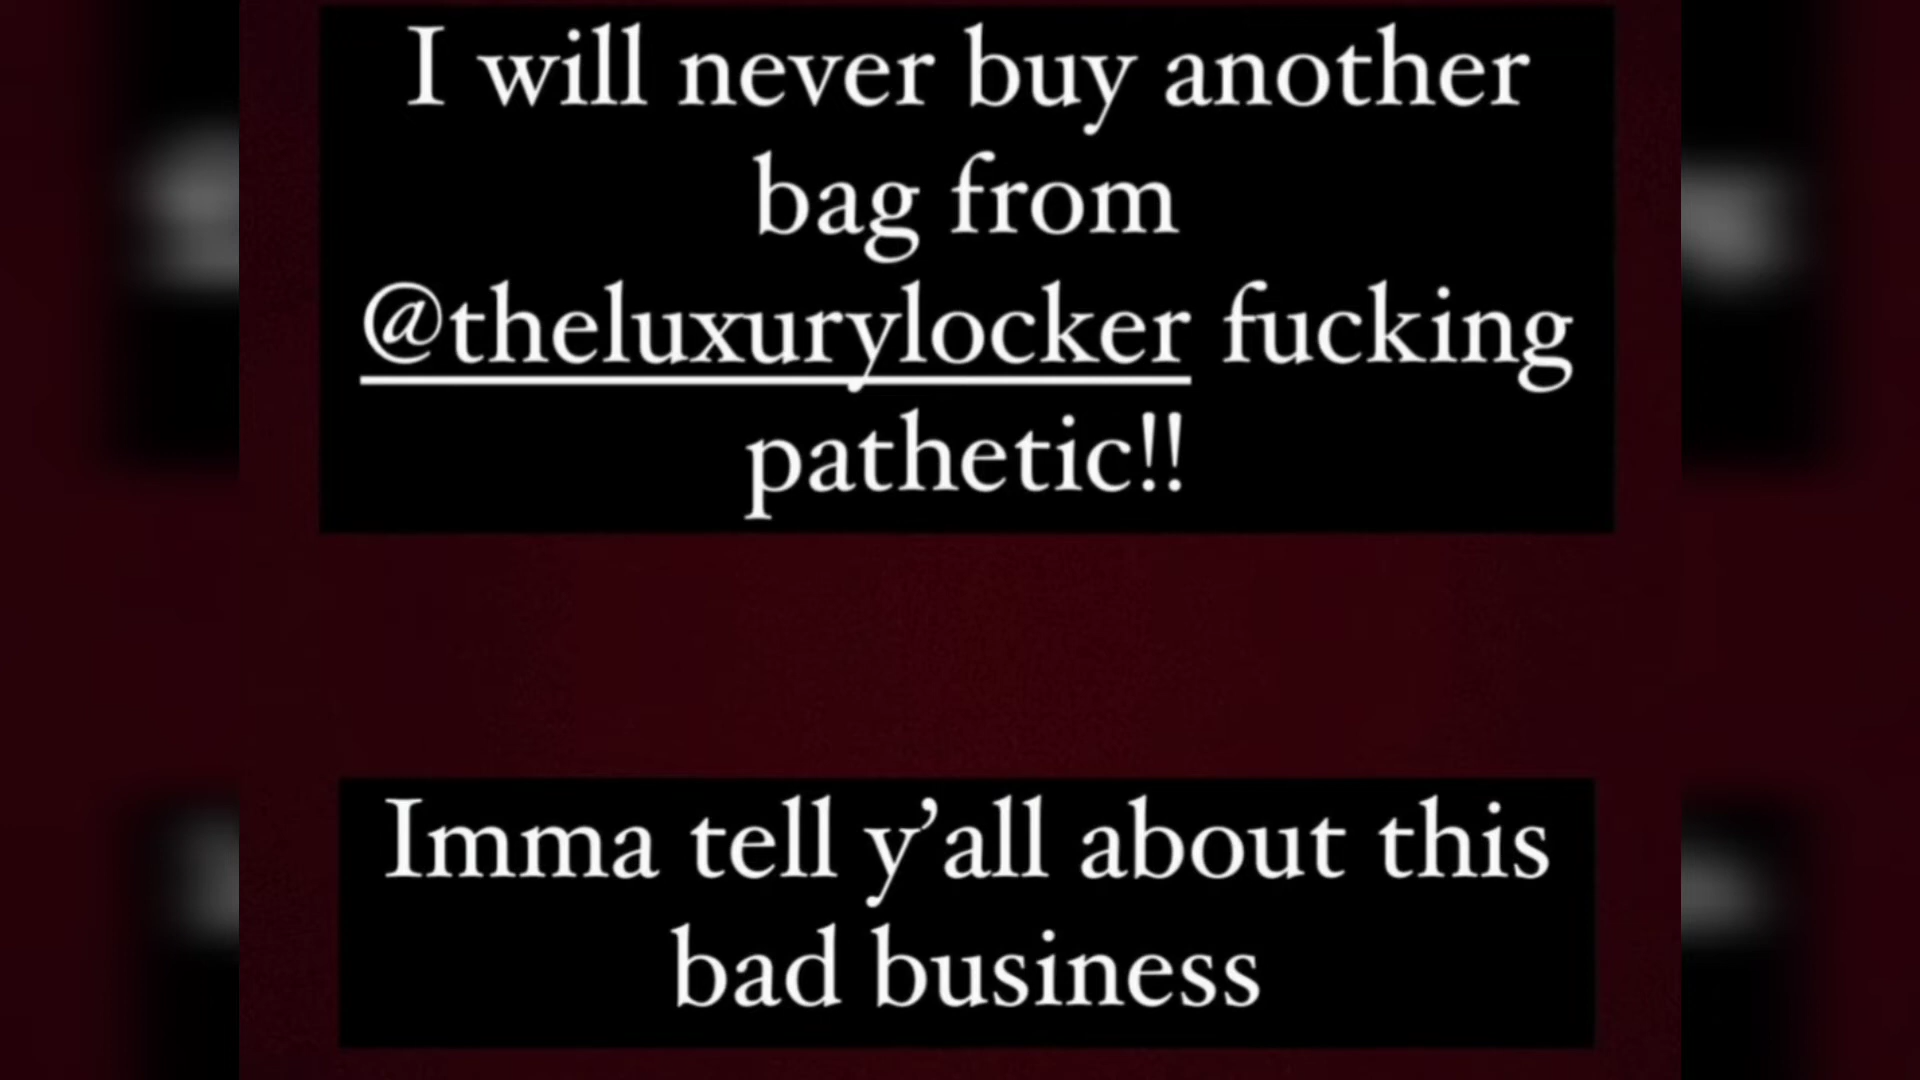 I will never buy another
bag from
@theluxurylocker fucking
pathetic!!
Imma tell y’all about this
bad business